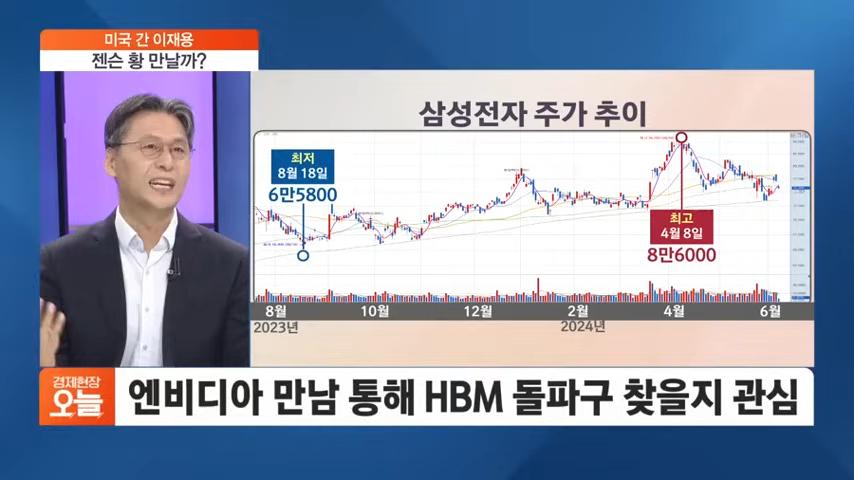 미국 간 이재용
젠슨 황 만날까?
삼성전자 주가 추이
최저
8월 18일
6만5800
최고
4월 8일
8만6000
8월 10월 12월 2월 4월 6월
2023년 2024년
경제현장
오늘
엔비디아 만남 통해 HBM 돌파구 찾을지 관심